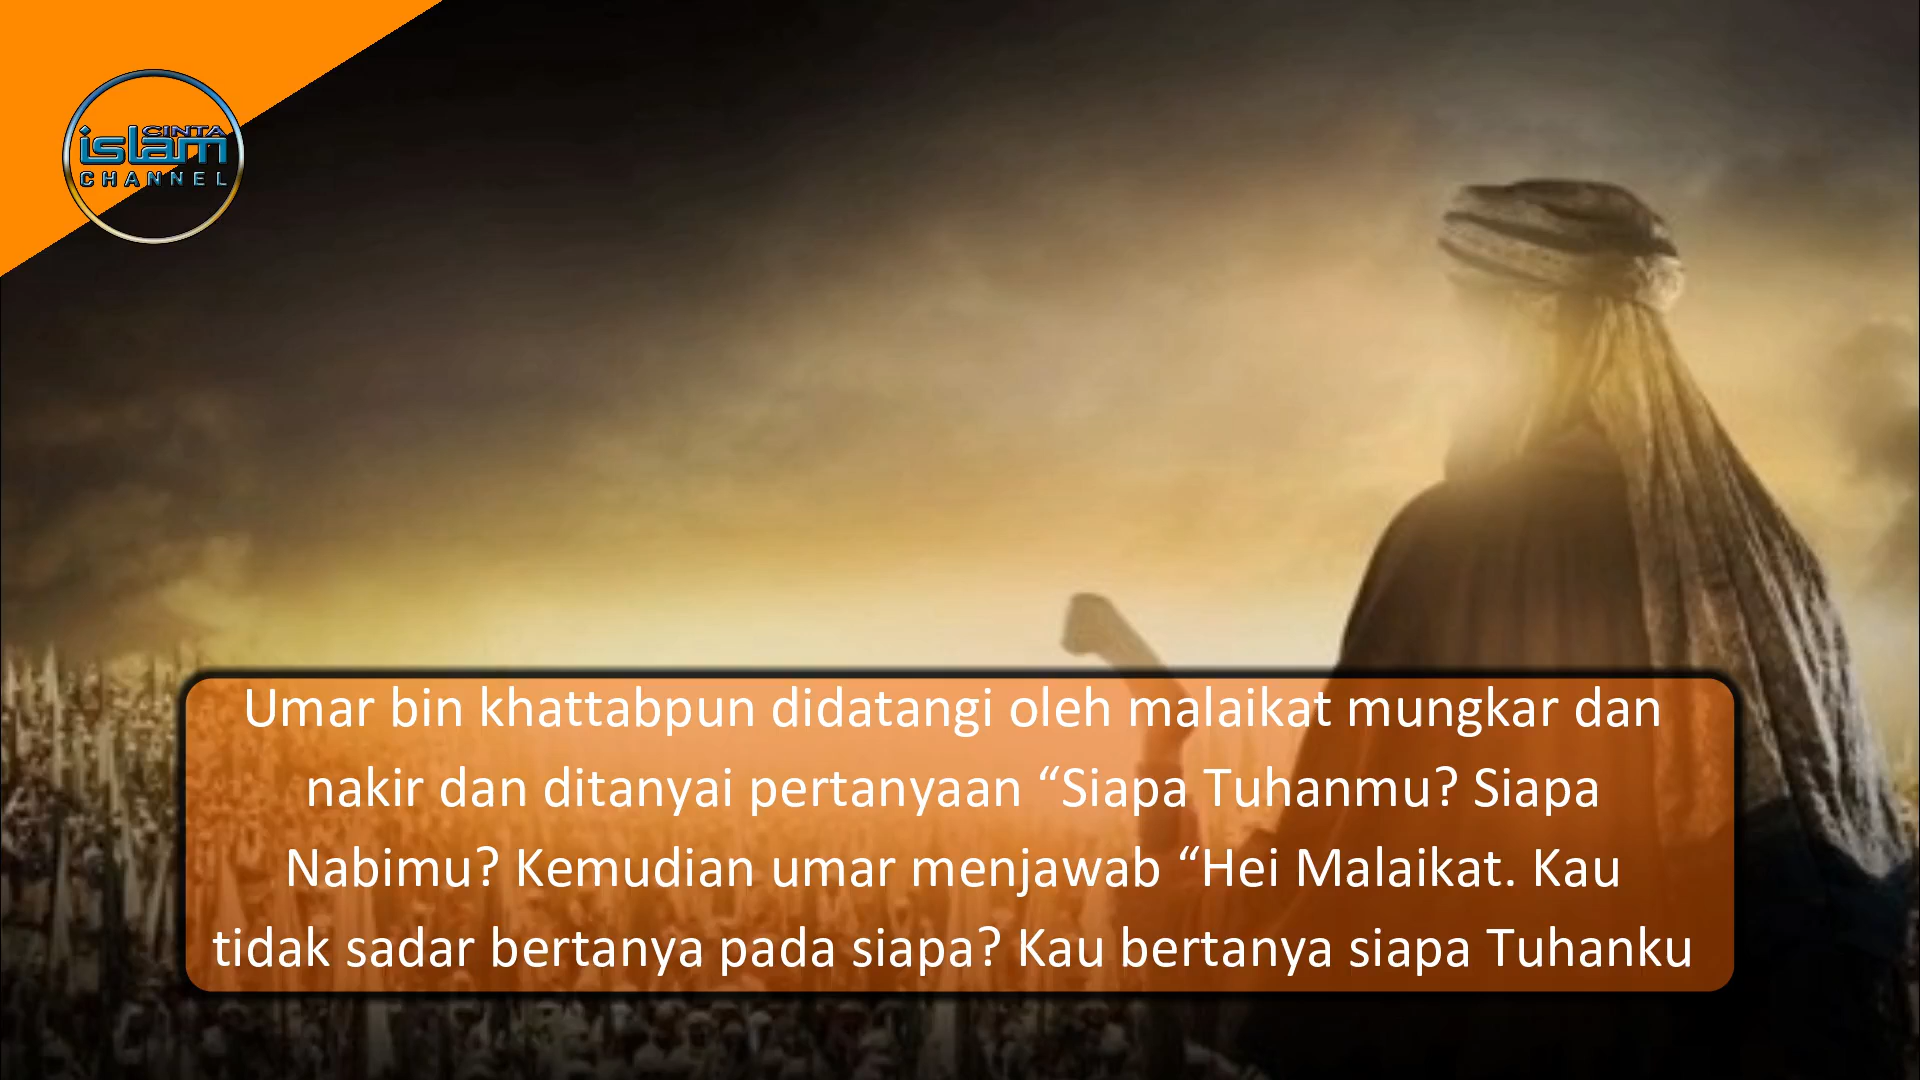 CINTA
islam
CHANNEL
Umar bin khattabpun didatangi oleh malaikat mungkar dan
nakir dan ditanyai pertanyaan “Siapa Tuhanmu? Siapa
Nabimu? Kemudian umar menjawab “Hei Malaikat. Kau
tidak sadar bertanya pada siapa? Kau bertanya siapa Tuhanku